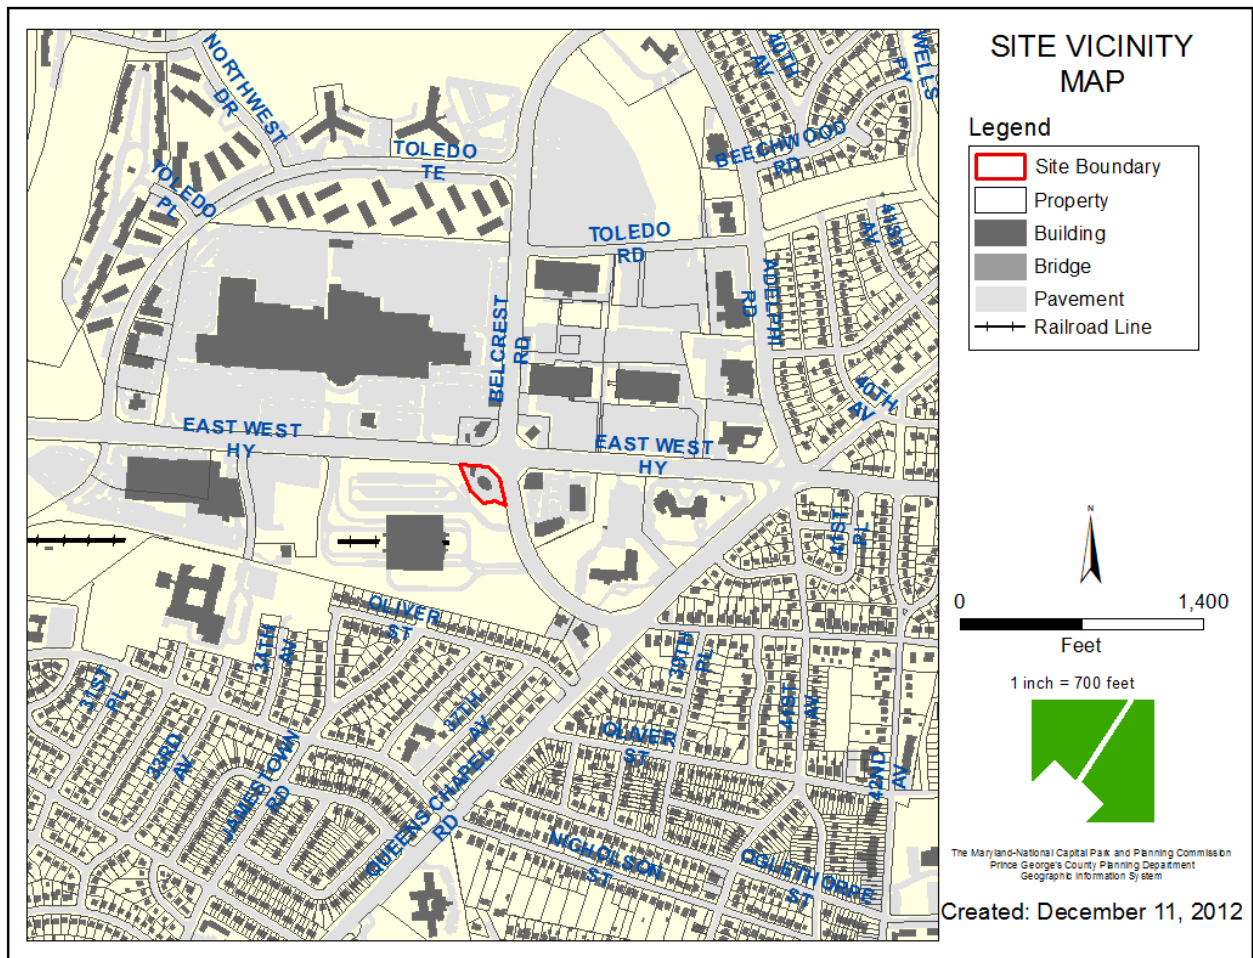 SITE VICINITY
MAP
Legend
Site Boundary
Property
Building
Bridge
Pavement
Railroad Line
N
0 1,400
Feet
1 inch = 700 feet
The Maryland-National Capital Park and Planning Commission
Prince George's County Planning Department
Geographic Information System
Created: December 11, 2012
NORTHWEST
DR
40TH
AV
WELLS
PY
BEECHWOOD
RD
TOLEDO
TE
TOLEDO
PL
41ST
AV
TOLEDO
RD
ADELPHI
RD
BELCREST
RD
40TH
AV
EAST WEST
HY
EAST WEST
HY
41ST
PL
OLIVER
ST
34TH
AV
39TH
PL
31ST
PL
37TH
AV
41ST
AV
33RD
AV
OLIVER
ST
JAMESTOWN
RD
42ND
AV
QUEENS CHAPEL
RD
NICHOLSON
ST
OGLETHORPE
ST